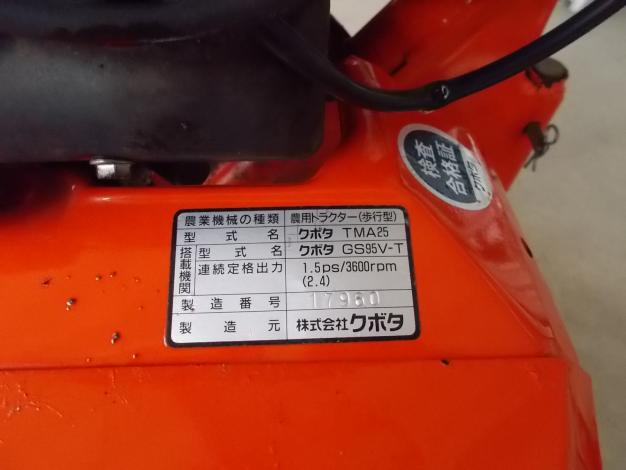 検査
合格証
クボタ
農業機械の種類 農用トラクター(歩行型)
型式名 クボタ TMA25
搭載機関 型式名 クボタ GS95V-T
連続定格出力 1.5ps/3600rpm
(2.4)
製造番号 17960
製造元 株式会社クボタ